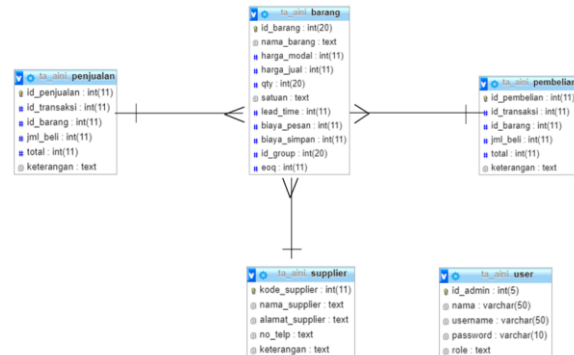 ta_aini barang
id_barang : int(20)
nama_barang : text
harga_modal : int(11)
harga_jual : int(11)
qty : int(20)
satuan : text
lead_time : int(11)
biaya_pesan : int(11)
biaya_simpan : int(11)
id_group : int(20)
eoq : int(11)
ta_aini penjualan
id_penjualan : int(11)
id_transaksi : int(11)
id_barang : int(11)
jml_beli : int(11)
total : int(11)
keterangan : text
ta_aini pembelian
id_pembelian : int(11)
id_transaksi : int(11)
id_barang : int(11)
jml_beli : int(11)
total : int(11)
keterangan : text
ta_aini supplier
kode_supplier : int(11)
nama_supplier : text
alamat_supplier : text
no_telp : text
keterangan : text
ta_aini user
id_admin : int(5)
nama : varchar(50)
username : varchar(50)
password : varchar(10)
role : text